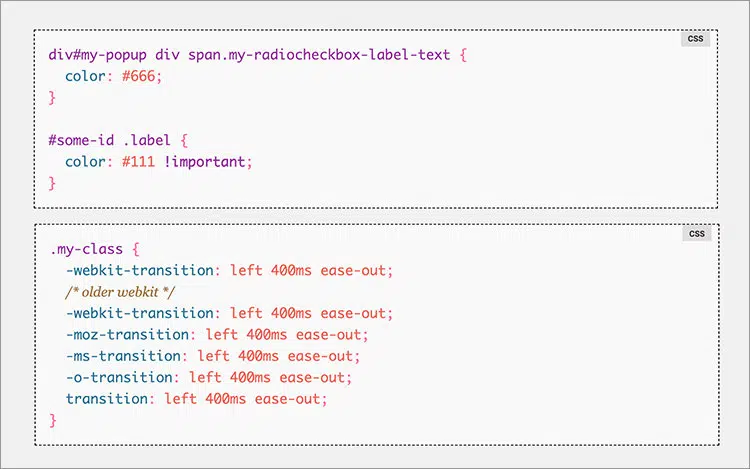 CSS
div#my-popup div span.my-radiocheckbox-label-text {
  color: #666;
}

#some-id .label {
  color: #111 !important;
}
CSS
.my-class {
  -webkit-transition: left 400ms ease-out;
  /* older webkit */
  -webkit-transition: left 400ms ease-out;
  -moz-transition: left 400ms ease-out;
  -ms-transition: left 400ms ease-out;
  -o-transition: left 400ms ease-out;
  transition: left 400ms ease-out;
}